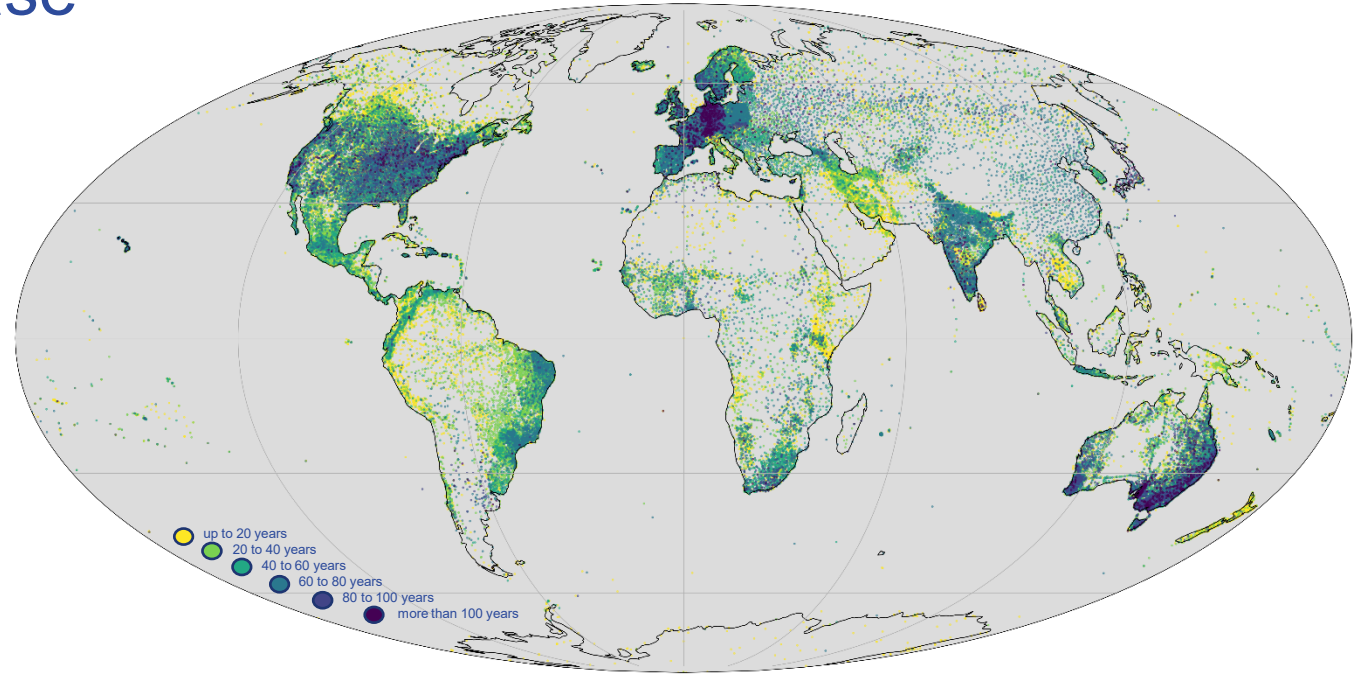 up to 20 years
20 to 40 years
40 to 60 years
60 to 80 years
80 to 100 years
more than 100 years